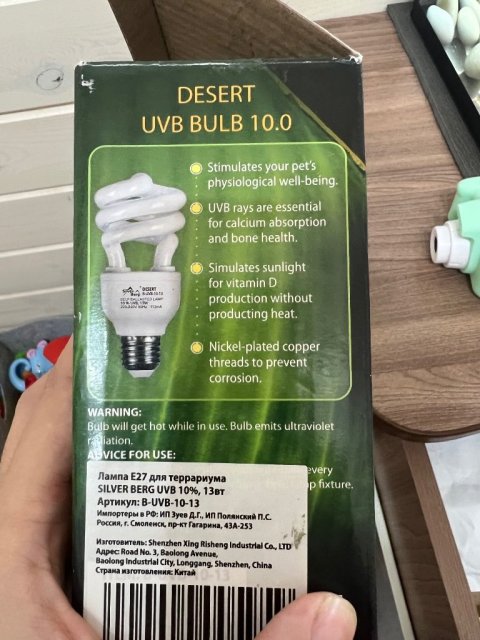 DESERT
UVB BULB 10.0
Stimulates your pet's
physiological well-being.
UVB rays are essential
for calcium absorption
and bone health.
Simulates sunlight
for vitamin D
production without
producing heat.
Nickel-plated copper
threads to prevent
corrosion.
DESERT
WARNING:
Bulb will get hot while in use. Bulb emits ultraviolet
radiation.
ADVICE FOR USE:
every
fixture.
Лампа E27 для террариума
SILVER BERG UVB 10%, 13вт
Артикул: B-UVB-10-13
Импортеры в РФ: ИП Зуев Д.Г., ИП Полянский П.С.
Россия, г. Смоленск, пр-кт Гагарина, 43А-253
Изготовитель: Shenzhen Xing Risheng Industrial Co., LTD
Адрес: Road No. 3, Baolong Avenue,
Baolong Industrial City, Longgang, Shenzhen, China
Страна изготовления: Китай